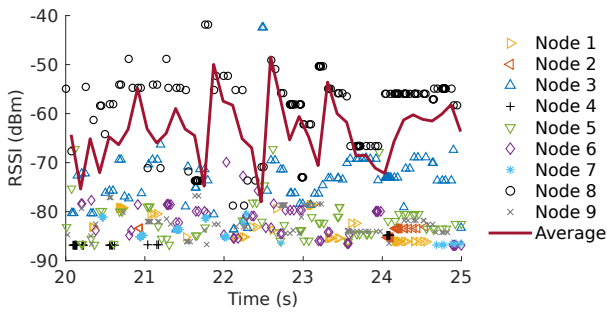 -40
-50
-60
-70
-80
-90
RSSI (dBm)
20
21
22
23
24
25
Time (s)
Node 1
Node 2
Node 3
Node 4
Node 5
Node 6
Node 7
Node 8
Node 9
Average